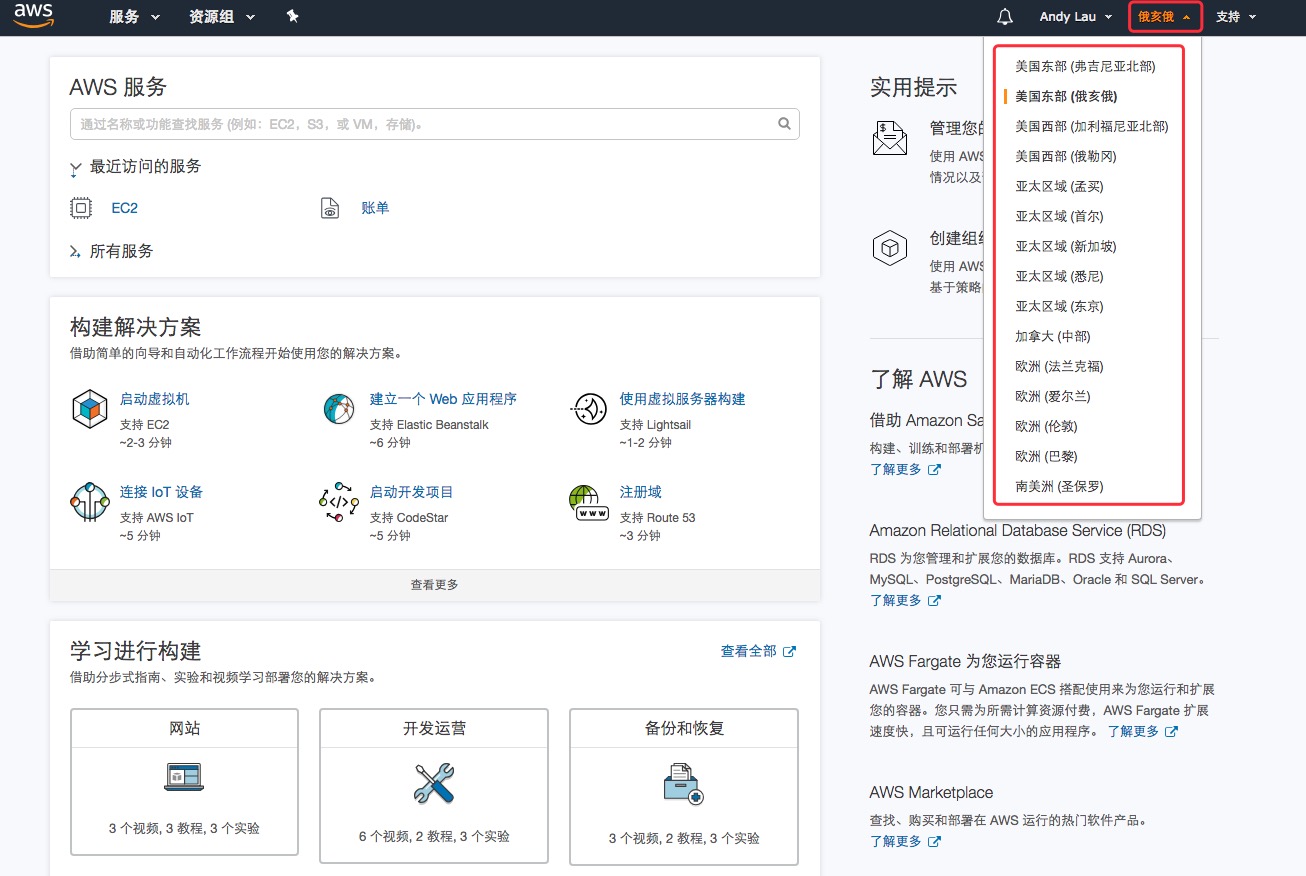 aws
服务
资源组
Andy Lau
俄亥俄
支持
美国东部 (弗吉尼亚北部)
美国东部 (俄亥俄)
美国西部 (加利福尼亚北部)
美国西部 (俄勒冈)
亚太区域 (孟买)
亚太区域 (首尔)
亚太区域 (新加坡)
亚太区域 (悉尼)
亚太区域 (东京)
加拿大 (中部)
欧洲 (法兰克福)
欧洲 (爱尔兰)
欧洲 (伦敦)
欧洲 (巴黎)
南美洲 (圣保罗)
AWS 服务
通过名称或功能查找服务 (例如：EC2，S3，或 VM，存储)。
最近访问的服务
EC2
账单
所有服务
构建解决方案
借助简单的向导和自动化工作流程开始使用您的解决方案。
启动虚拟机
支持 EC2
~2-3 分钟
建立一个 Web 应用程序
支持 Elastic Beanstalk
~6 分钟
使用虚拟服务器构建
支持 Lightsail
~1-2 分钟
连接 IoT 设备
支持 AWS IoT
~5 分钟
启动开发项目
支持 CodeStar
~5 分钟
注册域
支持 Route 53
~3 分钟
www
查看更多
学习进行构建
查看全部
借助分步式指南、实验和视频学习部署您的解决方案。
网站
3 个视频, 3 教程, 3 个实验
开发运营
6 个视频, 2 教程, 3 个实验
备份和恢复
3 个视频, 2 教程, 3 个实验
实用提示
管理您的
使用 AWS
情况以及
创建组织
使用 AWS
基于策略
了解 AWS
借助 Amazon Sa
构建、训练和部署机
了解更多
Amazon Relational Database Service (RDS)
RDS 为您管理和扩展您的数据库。RDS 支持 Aurora、
MySQL、PostgreSQL、MariaDB、Oracle 和 SQL Server。
了解更多
AWS Fargate 为您运行容器
AWS Fargate 可与 Amazon ECS 搭配使用来为您运行和扩展
您的容器。您只需为所需计算资源付费，AWS Fargate 扩展
速度快，且可运行任何大小的应用程序。 了解更多
AWS Marketplace
查找、购买和部署在 AWS 运行的热门软件产品。
了解更多